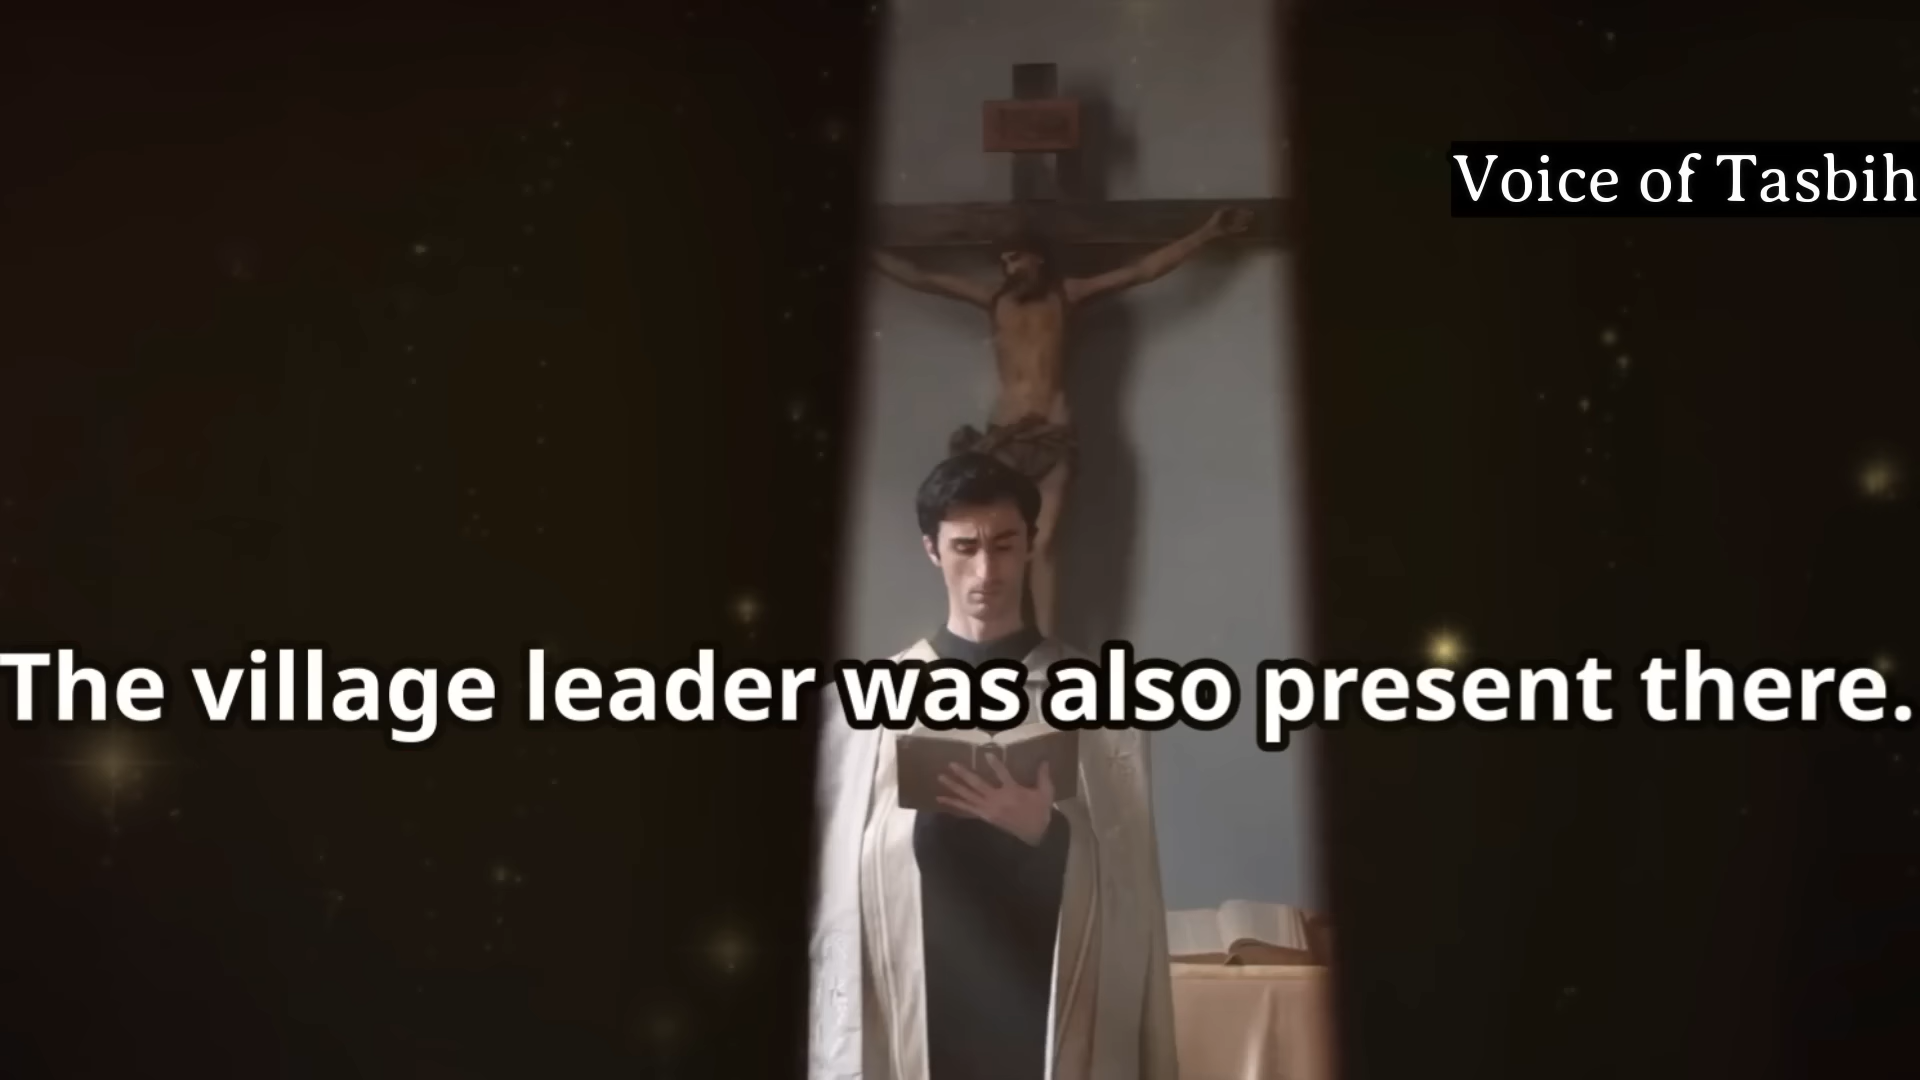 Voice of Tasbih
The village leader was also present there.